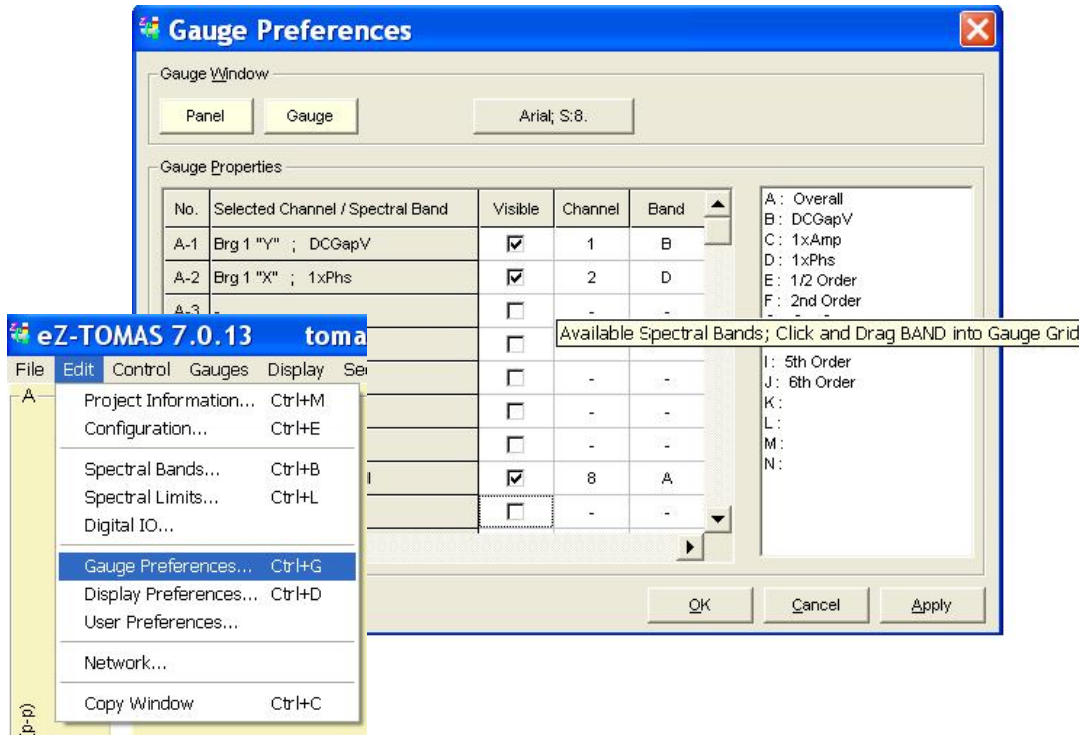 Gauge Preferences
Gauge Window
Panel Gauge Arial; S:8.
Gauge Properties
No. Selected Channel / Spectral Band Visible Channel Band
A-1 Brg 1 "Y" ; DCGapV 1 B
A-2 Brg 1 "X" ; 1xPhs 2 D
A-3 - - -
- -
- -
- -
- -
8 A
- -
A : Overall
B : DCGapV
C : 1xAmp
D : 1xPhs
E : 1/2 Order
F : 2nd Order
Available Spectral Bands; Click and Drag BAND into Gauge Grid
I : 5th Order
J : 6th Order
K :
L :
M :
N :
OK Cancel Apply
eZ-TOMAS 7.0.13 toma
File Edit Control Gauges Display Se
A
Project Information... Ctrl+M
Configuration... Ctrl+E
Spectral Bands... Ctrl+B
Spectral Limits... Ctrl+L
Digital IO...
Gauge Preferences... Ctrl+G
Display Preferences... Ctrl+D
User Preferences...
Network...
Copy Window Ctrl+C
(p-p)